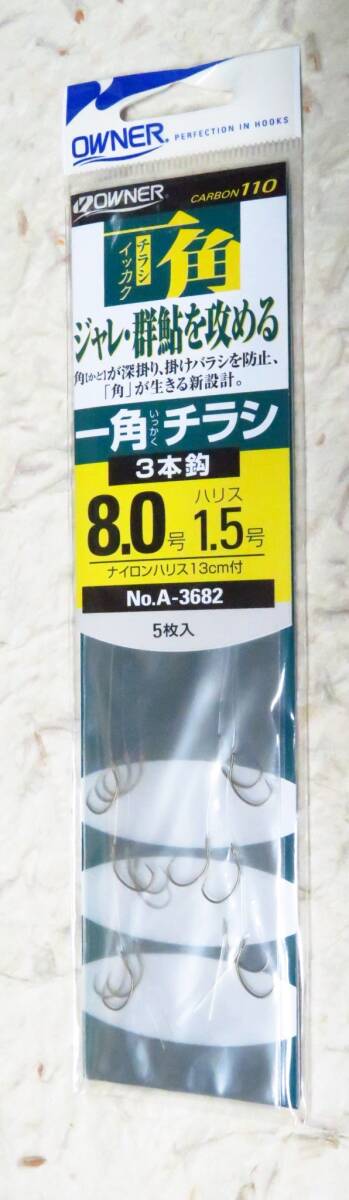 OWNER. PERFECTION IN HOOKS
OWNER CARBON110
一角
チラシ
イッカク
ジャレ・群鮎を攻める
角(かど)が深掛り、掛けバラシを防止、
「角」が生きる新設計。
一角いっかくチラシ
3本鈎
8.0号 ハリス1.5号
ナイロンハリス13cm付
No.A-3682
5枚入